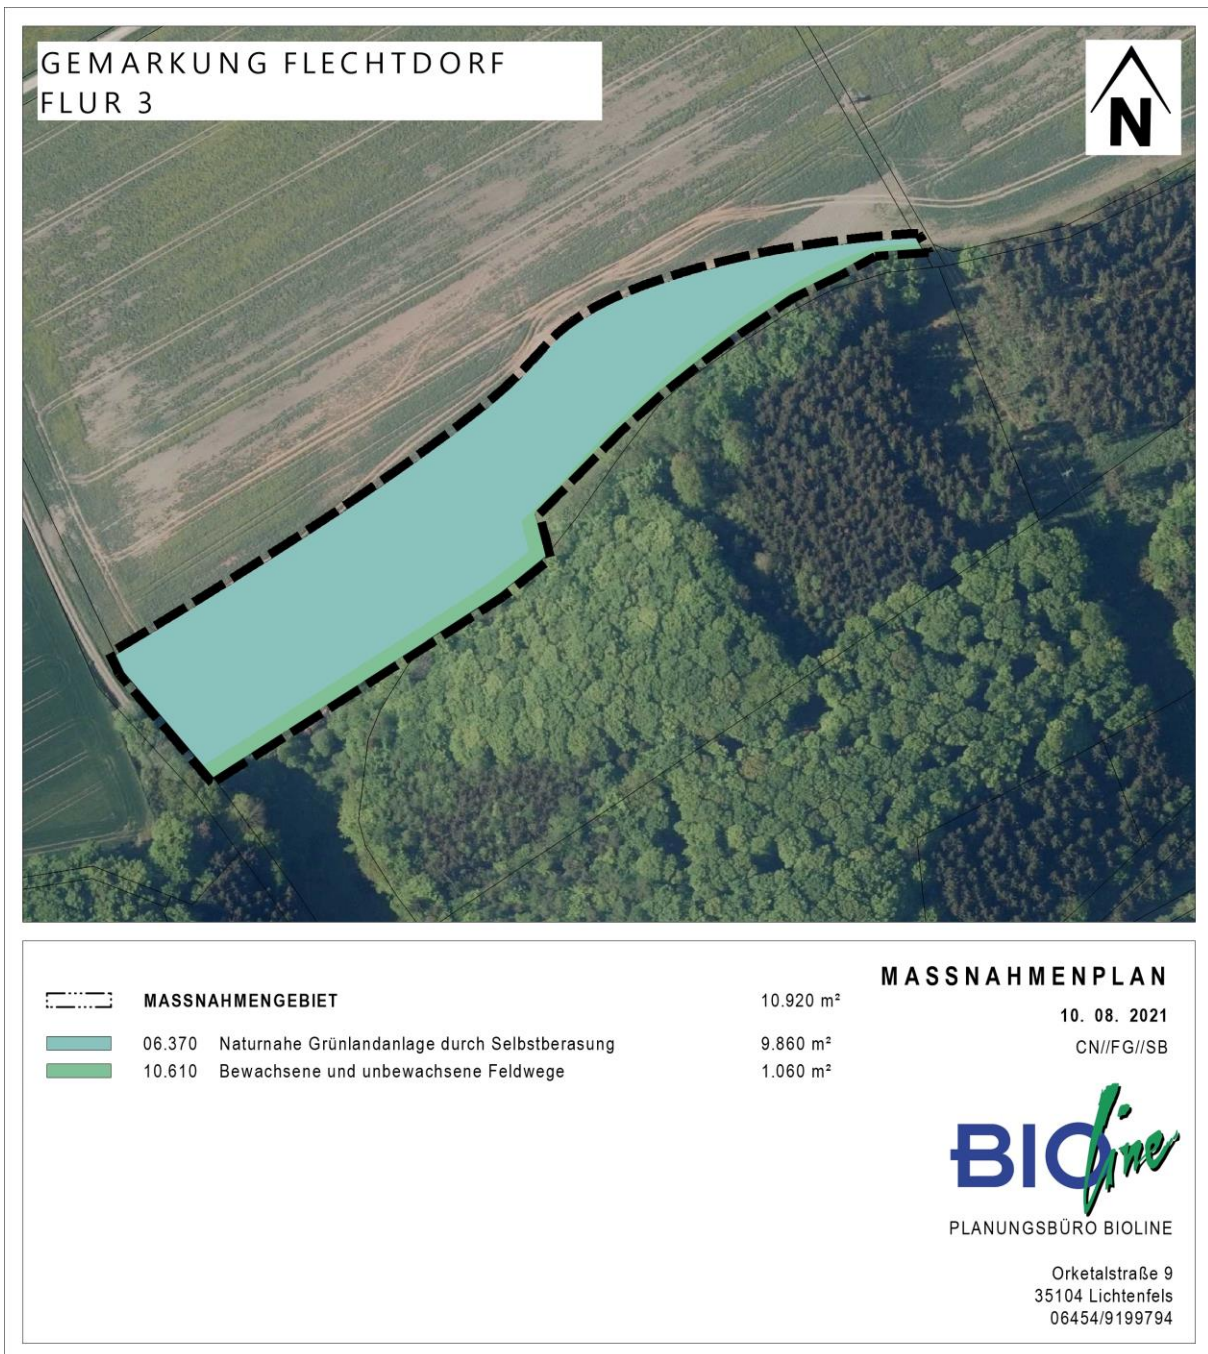 GEMARKUNG FLECHTDORF
FLUR 3
N
MASSNAHMENGEBIET 10.920 m²
06.370 Naturnahe Grünlandanlage durch Selbstberasung 9.860 m²
10.610 Bewachsene und unbewachsene Feldwege 1.060 m²
MASSNAHMENPLAN
10. 08. 2021
CN//FG//SB
BIOline
PLANUNGSBÜRO BIOLINE
Orketalstraße 9
35104 Lichtenfels
06454/9199794